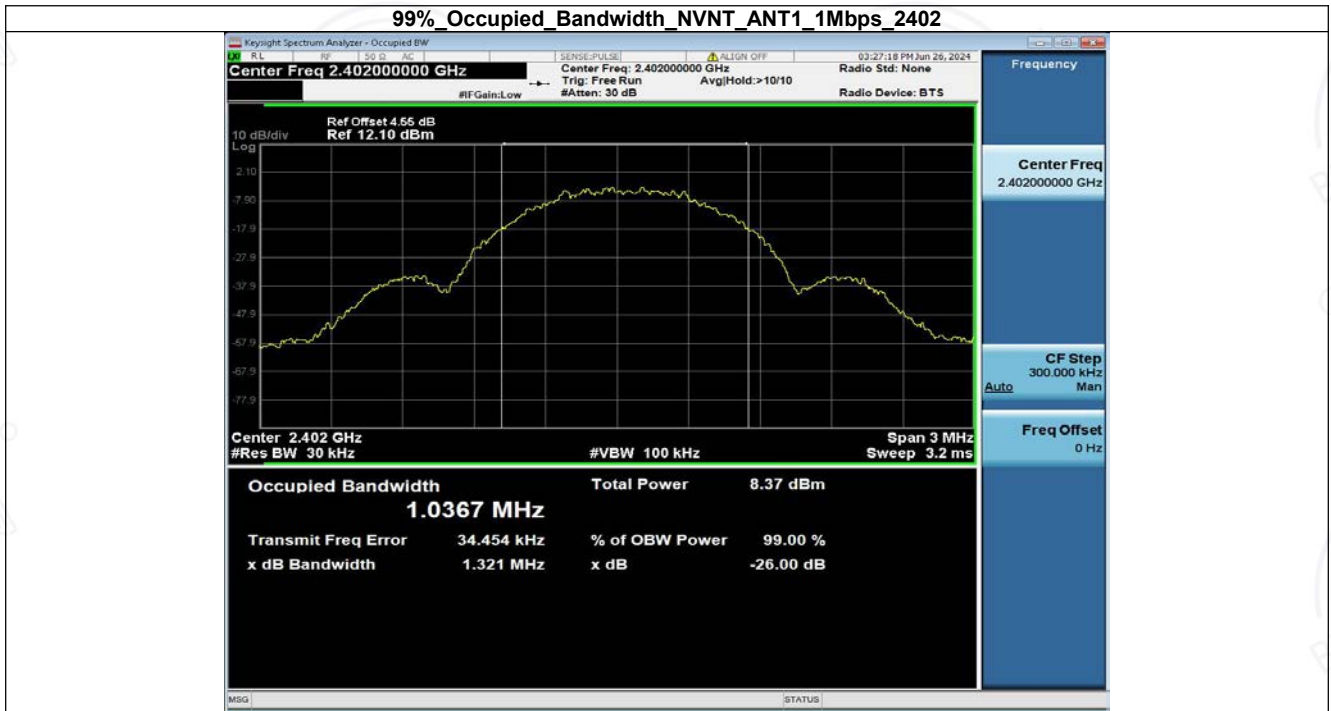 99%_Occupied_Bandwidth_NVNT_ANT1_1Mbps_2402
Keysight Spectrum Analyzer - Occupied BW
RL RF 50 Ω AC SENSE:PULSE ALIGN OFF 03:27:18 PM Jun 26, 2024
Center Freq 2.402000000 GHz
Center Freq: 2.402000000 GHz
Radio Std: None
Trig: Free Run Avg|Hold:>10/10
#IFGain:Low #Atten: 30 dB Radio Device: BTS
Frequency
Ref Offset 4.55 dB
10 dB/div Ref 12.10 dBm
Log
2.10
-7.90
-17.9
-27.9
-37.9
-47.9
-57.9
-67.9
-77.9
Center 2.402 GHz Span 3 MHz
#Res BW 30 kHz #VBW 100 kHz Sweep 3.2 ms
Center Freq
2.402000000 GHz
CF Step
300.000 kHz
Auto Man
Freq Offset
0 Hz
Occupied Bandwidth Total Power 8.37 dBm
1.0367 MHz
Transmit Freq Error 34.454 kHz % of OBW Power 99.00 %
x dB Bandwidth 1.321 MHz x dB -26.00 dB
MSG STATUS